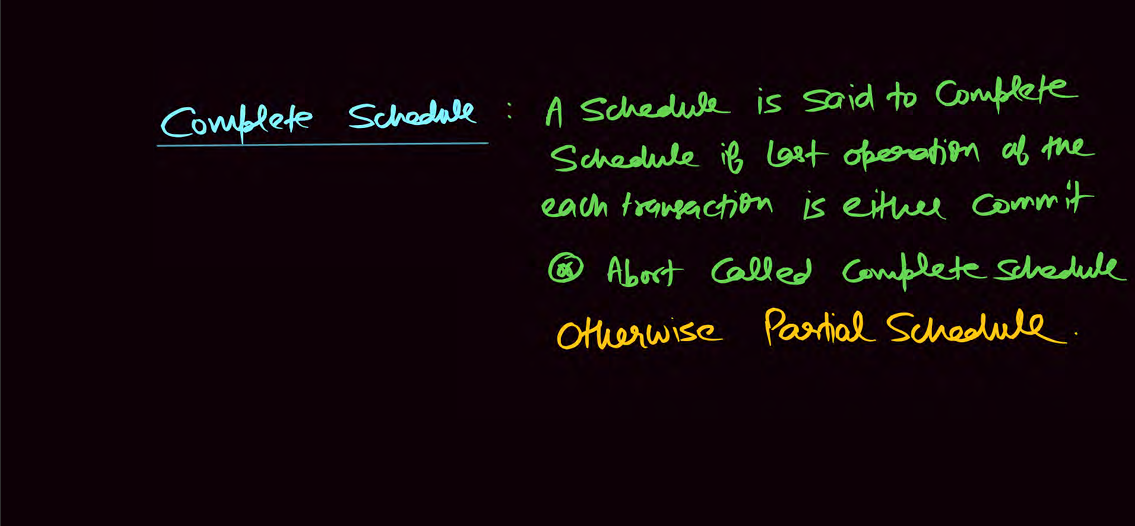 Complete Schedule : A Schedule is said to Complete
Schedule if Last operation of the
each transaction is either Commit
(or) Abort Called Complete schedule
Otherwise Partial Schedule.